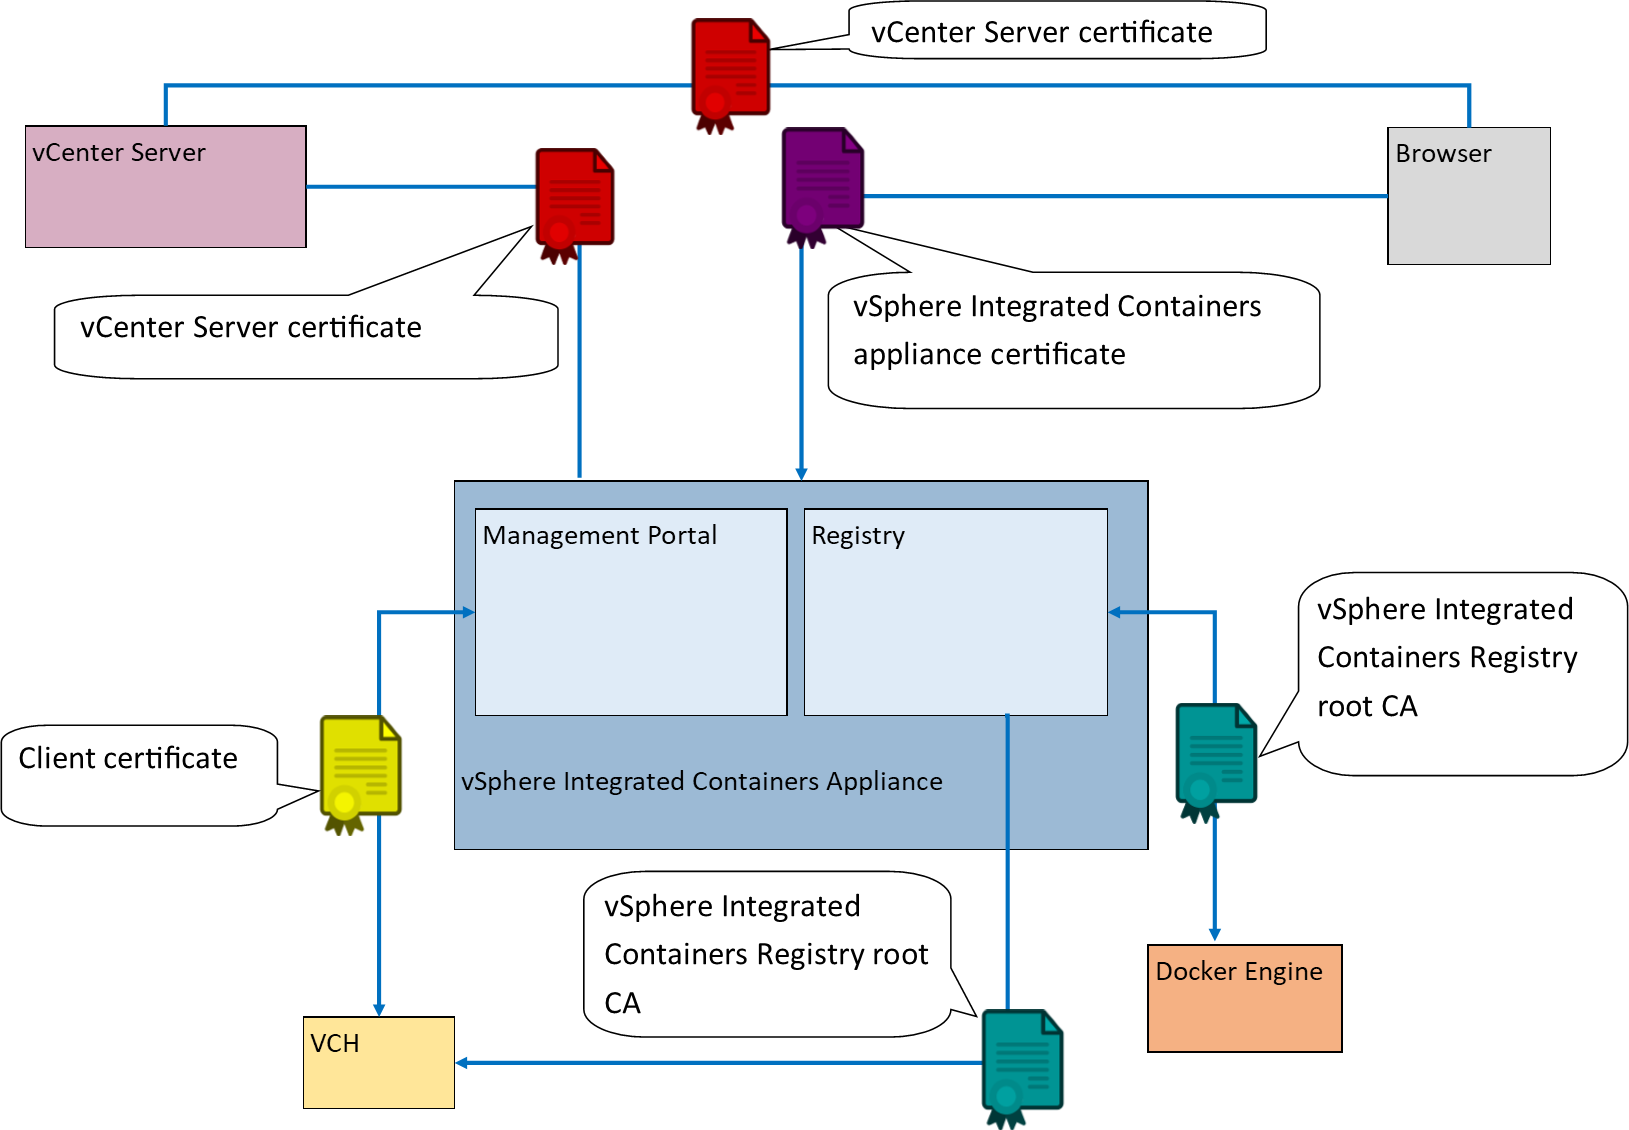 vCenter Server certificate
vCenter Server
Browser
vCenter Server certificate
vSphere Integrated Containers
appliance certificate
Management Portal
Registry
vSphere Integrated
Containers Registry
root CA
Client certificate
vSphere Integrated Containers Appliance
vSphere Integrated
Containers Registry root
CA
Docker Engine
VCH